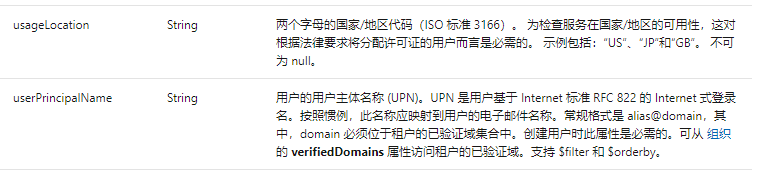 usageLocation String 两个字母的国家/地区代码（ISO 标准 3166）。 为检查服务在国家/地区的可用性，这对
根据法律要求将分配许可证的用户而言是必需的。 示例包括：“US”、“JP”和“GB”。 不可
为 null。
userPrincipalName String 用户的用户主体名称 (UPN)。UPN 是用户基于 Internet 标准 RFC 822 的 Internet 式登录
名。按照惯例，此名称应映射到用户的电子邮件名称。常规格式是 alias@domain，其
中，domain 必须位于租户的已验证域集合中。创建用户时此属性是必需的。可从 组织
的 verifiedDomains 属性访问租户的已验证域。支持 $filter 和 $orderby。